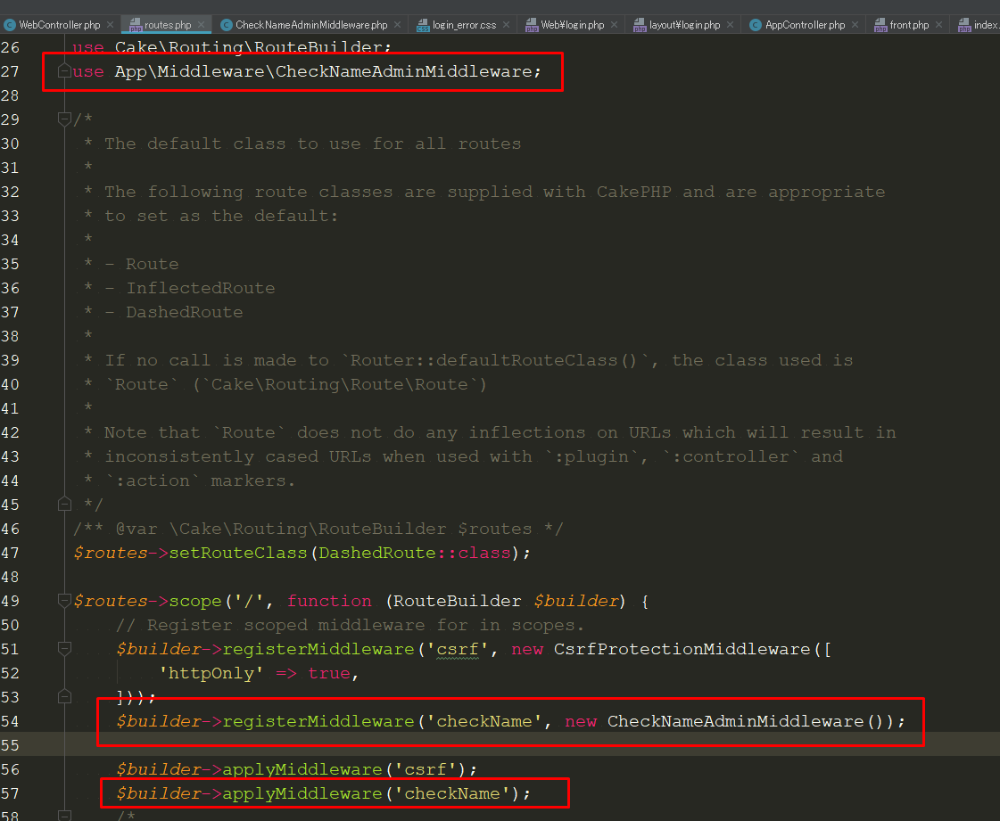 WebController.php × routes.php × CheckNameAdminMiddleware.php × login_error.css × Web¥login.php × layout¥login.php × AppController.php × front.php × index.
26 use Cake\Routing\RouteBuilder;
27 use App\Middleware\CheckNameAdminMiddleware;
28
29 /*
30 * The default class to use for all routes
31 *
32 * The following route classes are supplied with CakePHP and are appropriate
33 * to set as the default:
34 *
35 * - Route
36 * - InflectedRoute
37 * - DashedRoute
38 *
39 * If no call is made to `Router::defaultRouteClass()`, the class used is
40 * `Route` (`Cake\Routing\Route\Route`)
41 *
42 * Note that `Route` does not do any inflections on URLs which will result in
43 * inconsistently cased URLs when used with `:plugin`, `:controller` and
44 * `:action` markers.
45 */
46 /** @var \Cake\Routing\RouteBuilder $routes */
47 $routes->setRouteClass(DashedRoute::class);
48
49 $routes->scope('/', function (RouteBuilder $builder) {
50 // Register scoped middleware for in scopes.
51 $builder->registerMiddleware('csrf', new CsrfProtectionMiddleware([
52 'httpOnly' => true,
53 ]));
54 $builder->registerMiddleware('checkName', new CheckNameAdminMiddleware());
55
56 $builder->applyMiddleware('csrf');
57 $builder->applyMiddleware('checkName');
58 /*